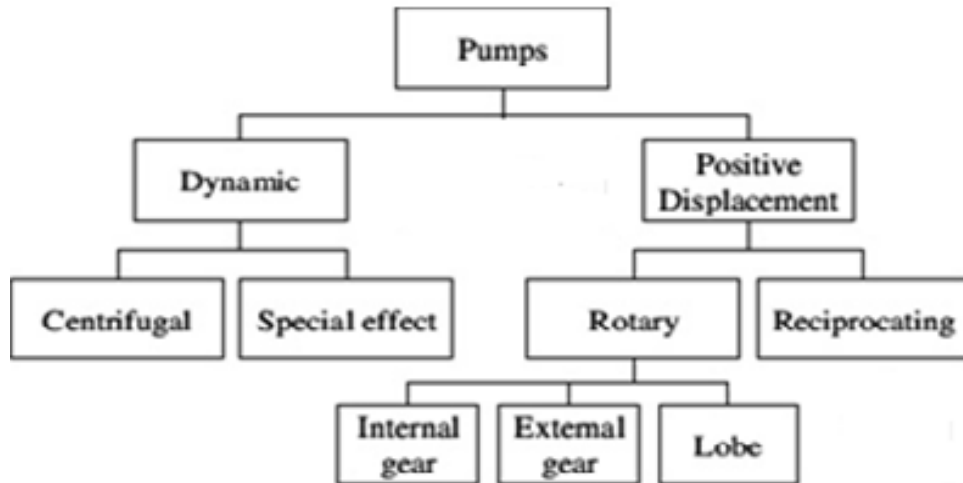 Pumps
Dynamic
Positive
Displacement
Centrifugal
Special effect
Rotary
Reciprocating
Internal
gear
External
gear
Lobe